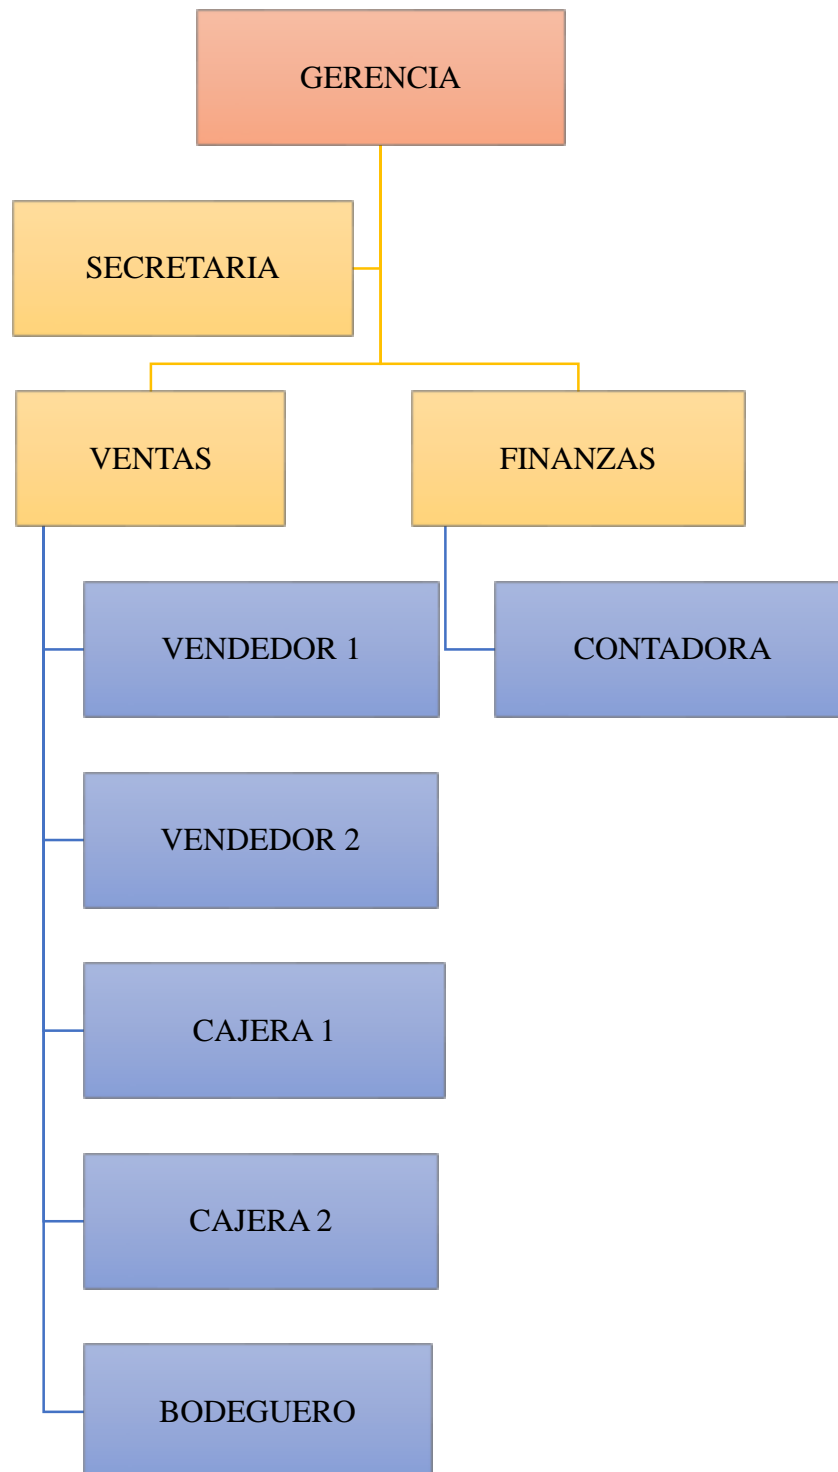 GERENCIA
SECRETARIA
VENTAS
FINANZAS
VENDEDOR 1
CONTADORA
VENDEDOR 2
CAJERA 1
CAJERA 2
BODEGUERO